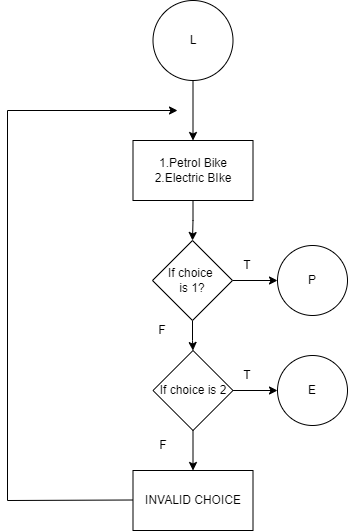 L
1.Petrol Bike
2.Electric BIke
If choice
is 1?
T
P
F
If choice is 2
T
E
F
INVALID CHOICE